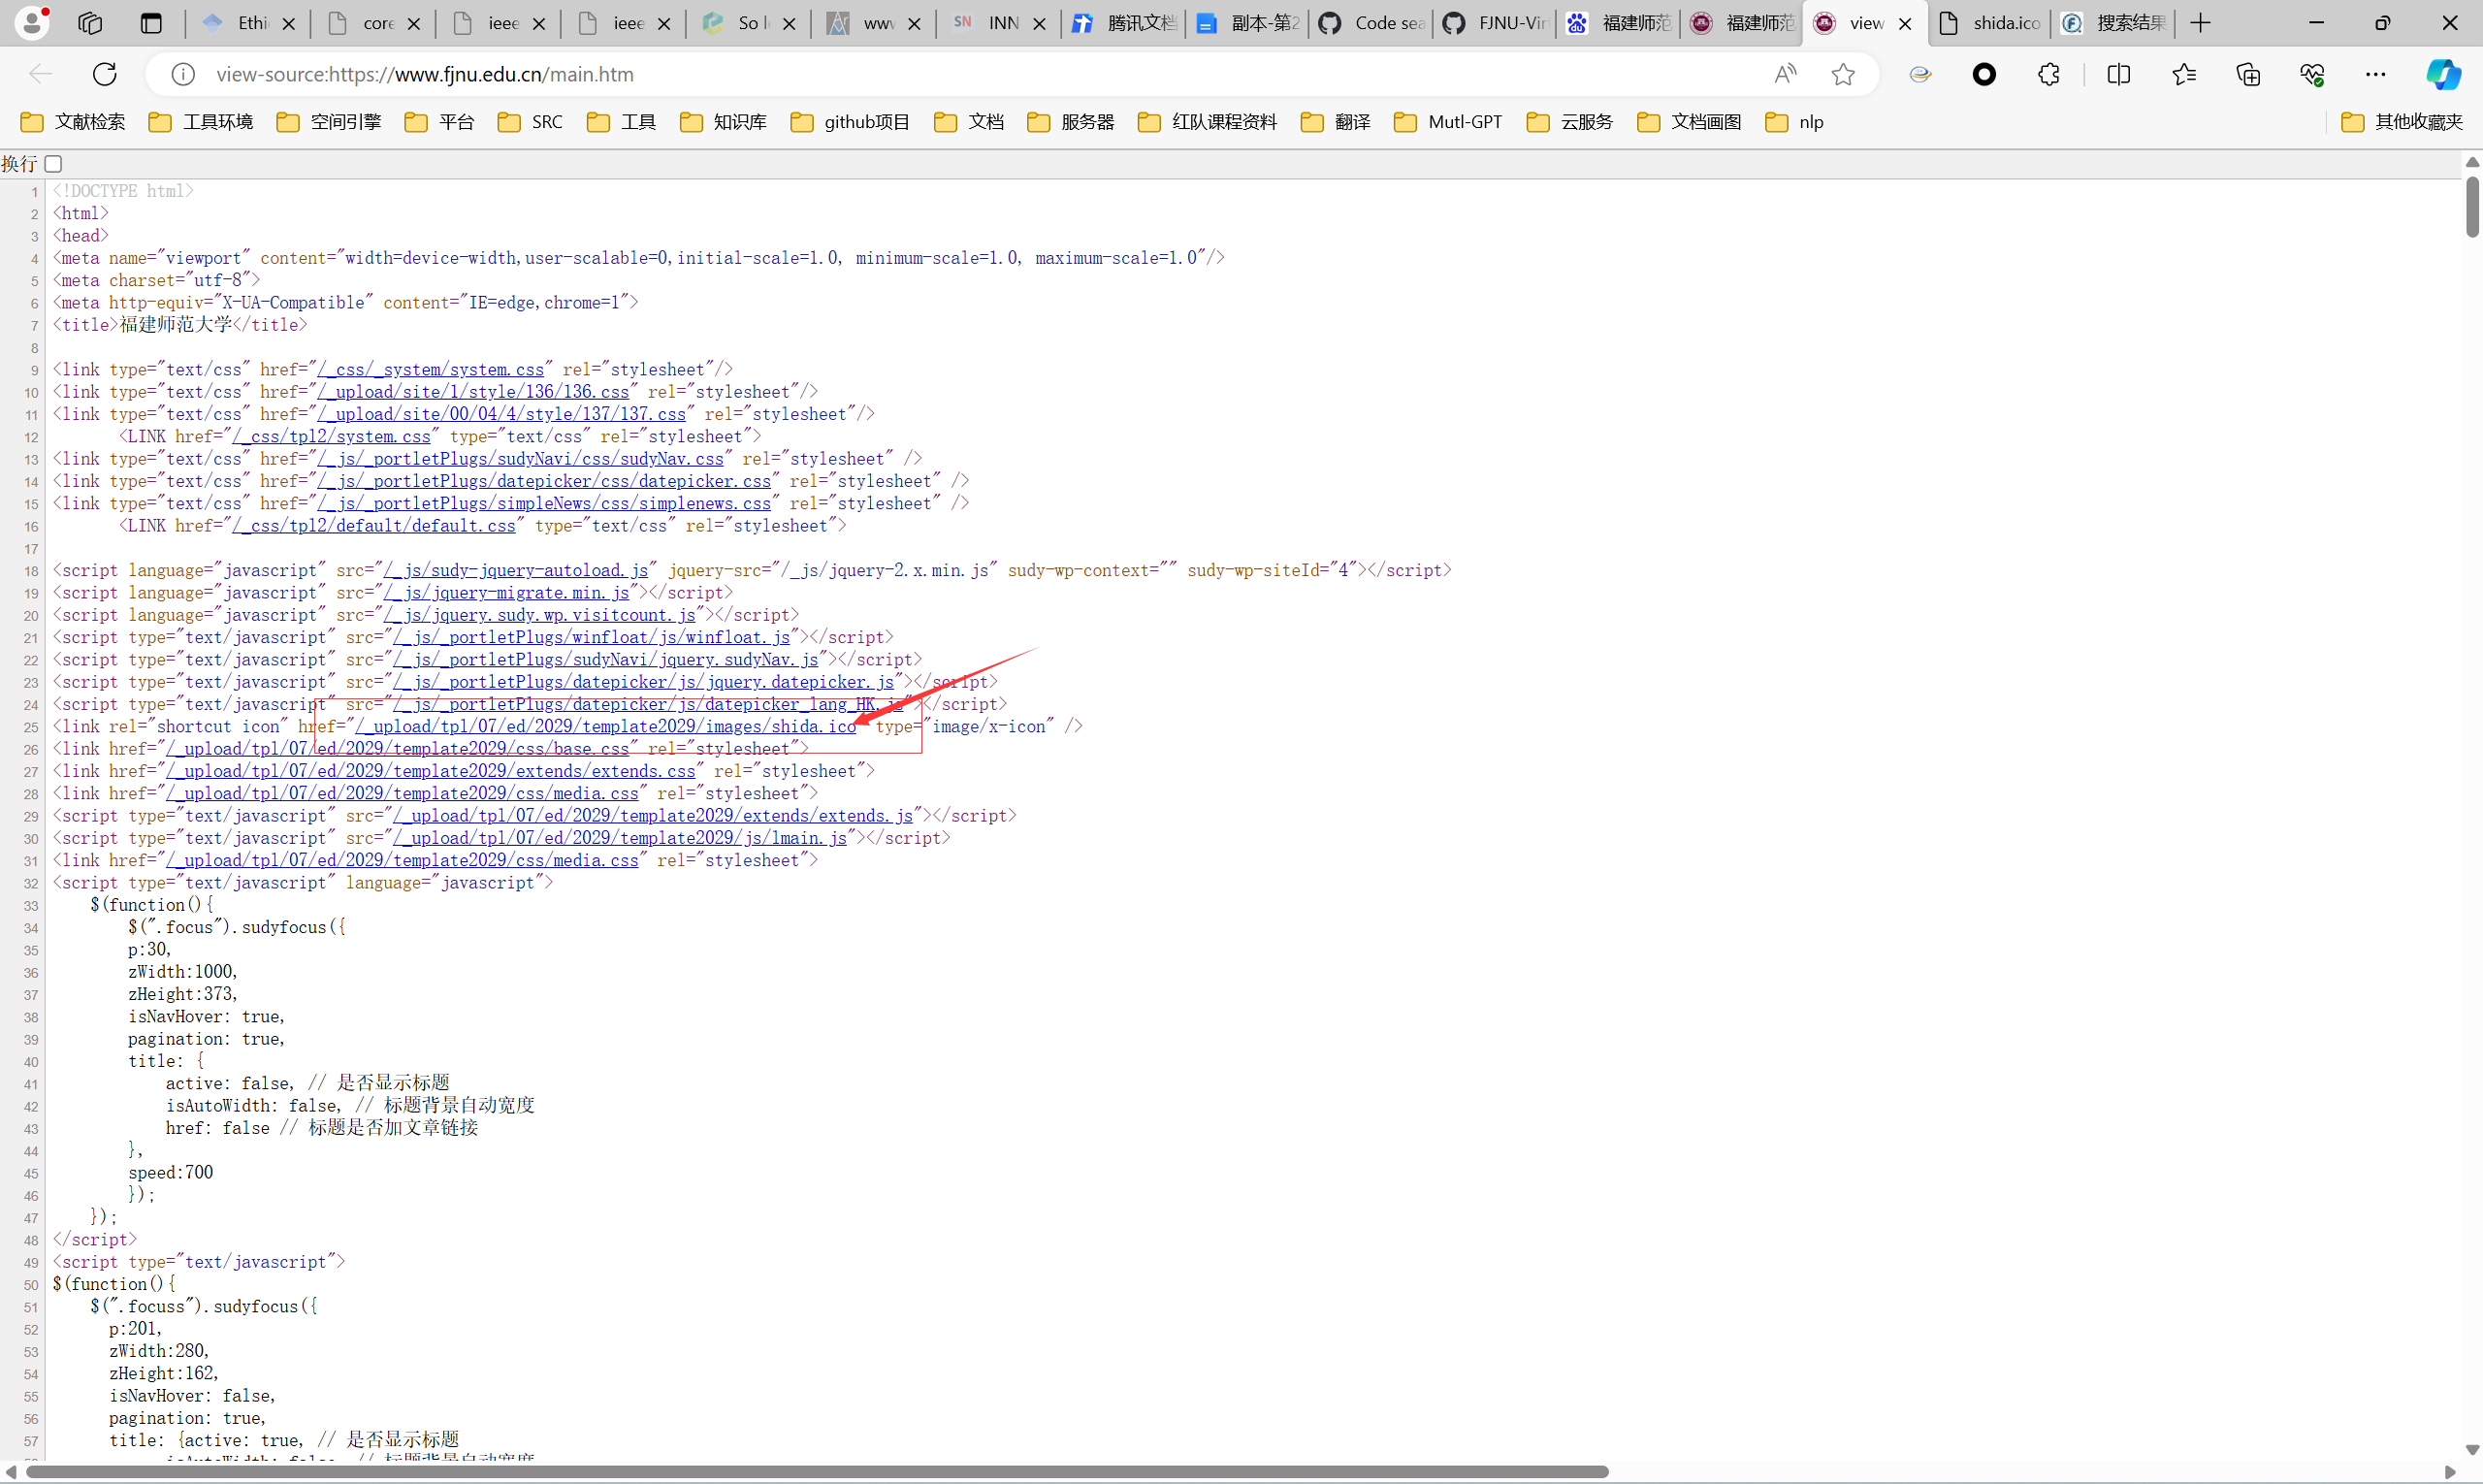 Ethi
core
ieee
ieee
So l
www
INN
腾讯文档
副本-第2
Code sea
FJNU-Vir
福建师范
福建师范
view
shida.ico
搜索结果
view-source:https://www.fjnu.edu.cn/main.htm
文献检索 工具环境 空间引擎 平台 SRC 工具 知识库 github项目 文档 服务器 红队课程资料 翻译 Mutl-GPT 云服务 文档画图 nlp 其他收藏夹
换行
1 <!DOCTYPE html>
2 <html>
3 <head>
4 <meta name="viewport" content="width=device-width,user-scalable=0,initial-scale=1.0, minimum-scale=1.0, maximum-scale=1.0"/>
5 <meta charset="utf-8">
6 <meta http-equiv="X-UA-Compatible" content="IE=edge,chrome=1">
7 <title>福建师范大学</title>
8
9 <link type="text/css" href="/_css/_system/system.css" rel="stylesheet"/>
10 <link type="text/css" href="/_upload/site/1/style/136/136.css" rel="stylesheet"/>
11 <link type="text/css" href="/_upload/site/00/04/4/style/137/137.css" rel="stylesheet"/>
12 <LINK href="/_css/tpl2/system.css" type="text/css" rel="stylesheet">
13 <link type="text/css" href="/_js/_portletPlugs/sudyNavi/css/sudyNav.css" rel="stylesheet" />
14 <link type="text/css" href="/_js/_portletPlugs/datepicker/css/datepicker.css" rel="stylesheet" />
15 <link type="text/css" href="/_js/_portletPlugs/simpleNews/css/simplenews.css" rel="stylesheet" />
16 <LINK href="/_css/tpl2/default/default.css" type="text/css" rel="stylesheet">
17
18 <script language="javascript" src="/_js/sudy-jquery-autoload.js" jquery-src="/_js/jquery-2.x.min.js" sudy-wp-context="" sudy-wp-siteId="4"></script>
19 <script language="javascript" src="/_js/jquery-migrate.min.js"></script>
20 <script language="javascript" src="/_js/jquery.sudy.wp.visitcount.js"></script>
21 <script type="text/javascript" src="/_js/_portletPlugs/winfloat/js/winfloat.js"></script>
22 <script type="text/javascript" src="/_js/_portletPlugs/sudyNavi/jquery.sudyNav.js"></script>
23 <script type="text/javascript" src="/_js/_portletPlugs/datepicker/js/jquery.datepicker.js"></script>
24 <script type="text/javascript" src="/_js/_portletPlugs/datepicker/js/datepicker_lang_HK.js"></script>
25 <link rel="shortcut icon" href="/_upload/tpl/07/ed/2029/template2029/images/shida.ico" type="image/x-icon" />
26 <link href="/_upload/tpl/07/ed/2029/template2029/css/base.css" rel="stylesheet">
27 <link href="/_upload/tpl/07/ed/2029/template2029/extends/extends.css" rel="stylesheet">
28 <link href="/_upload/tpl/07/ed/2029/template2029/css/media.css" rel="stylesheet">
29 <script type="text/javascript" src="/_upload/tpl/07/ed/2029/template2029/extends/extends.js"></script>
30 <script type="text/javascript" src="/_upload/tpl/07/ed/2029/template2029/js/lmain.js"></script>
31 <link href="/_upload/tpl/07/ed/2029/template2029/css/media.css" rel="stylesheet">
32 <script type="text/javascript" language="javascript">
33 $(function(){
34 $(".focus").sudyfocus({
35 p:30,
36 zWidth:1000,
37 zHeight:373,
38 isNavHover: true,
39 pagination: true,
40 title: {
41 active: false, // 是否显示标题
42 isAutoWidth: false, // 标题背景自动宽度
43 href: false // 标题是否加文章链接
44 },
45 speed:700
46 });
47 });
48 </script>
49 <script type="text/javascript">
50 $(function(){
51 $(".focuss").sudyfocus({
52 p:201,
53 zWidth:280,
54 zHeight:162,
55 isNavHover: false,
56 pagination: true,
57 title: {active: true, // 是否显示标题